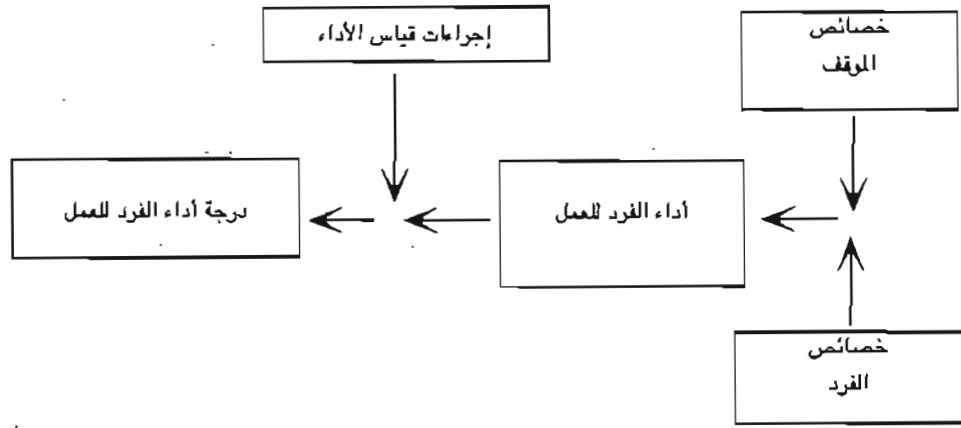 خصائص
الموقف
إجراءات قياس الأداء
أداء الفرد للعمل
درجة أداء الفرد للعمل
خصائص
الفرد